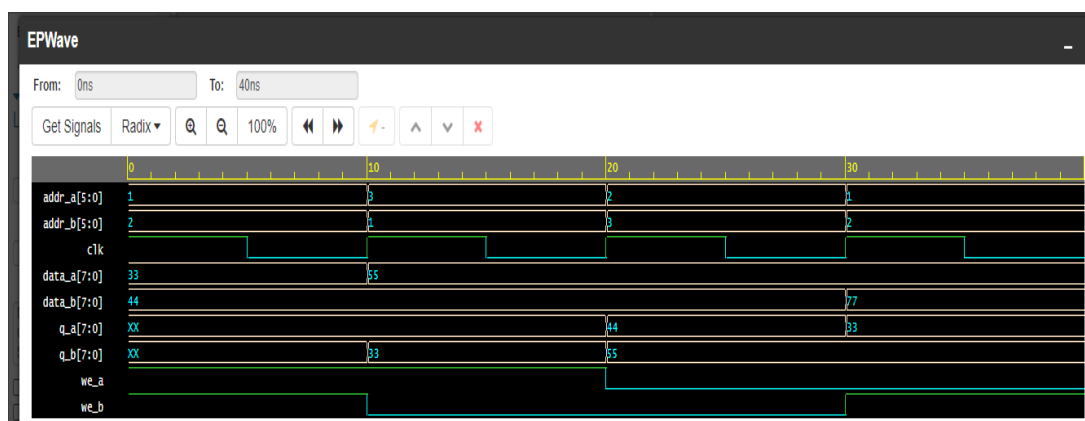 EPWave
From: 0ns To: 40ns
Get Signals Radix 100%
0 10 20 30
addr_a[5:0] 1 3 2 1
addr_b[5:0] 2 1 3 2
clk
data_a[7:0] 33 55
data_b[7:0] 44 77
q_a[7:0] XX 44 33
q_b[7:0] XX 33 55
we_a
we_b